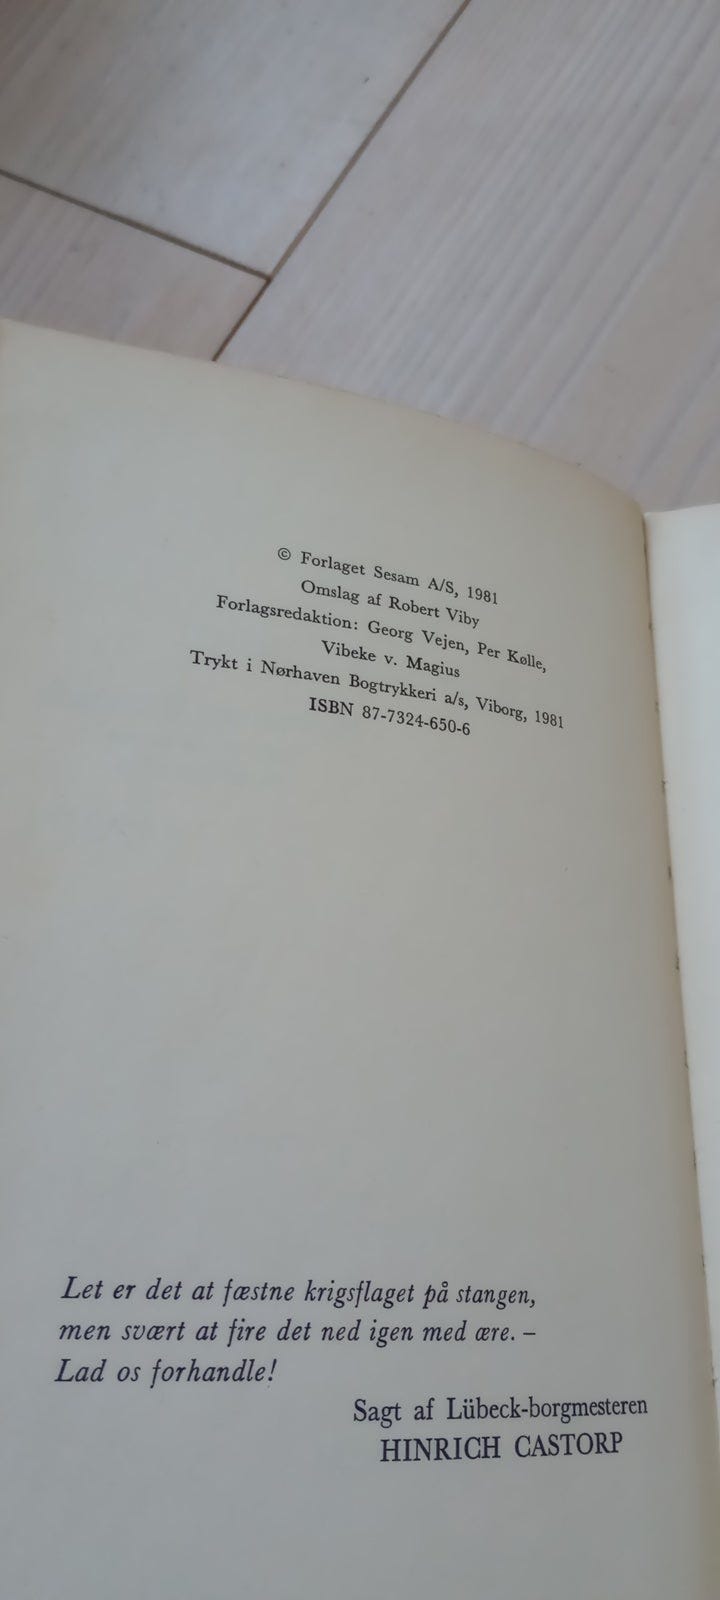 © Forlaget Sesam A/S, 1981
Omslag af Robert Viby
Forlagsredaktion: Georg Vejen, Per Kølle,
Vibeke v. Magius
Trykt i Nørhaven Bogtrykkeri a/s, Viborg, 1981
ISBN 87-7324-650-6
Let er det at fæstne krigsflaget på stangen,
men svært at fire det ned igen med ære. –
Lad os forhandle!
Sagt af Lübeck-borgmesteren
HINRICH CASTORP